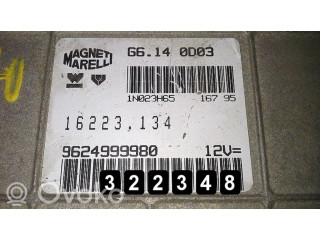 MAGNETI
MARELLI
G6.14 0D03
1N023H65 167 95
16223,134
9624999980 12V=
322348
OVOKO